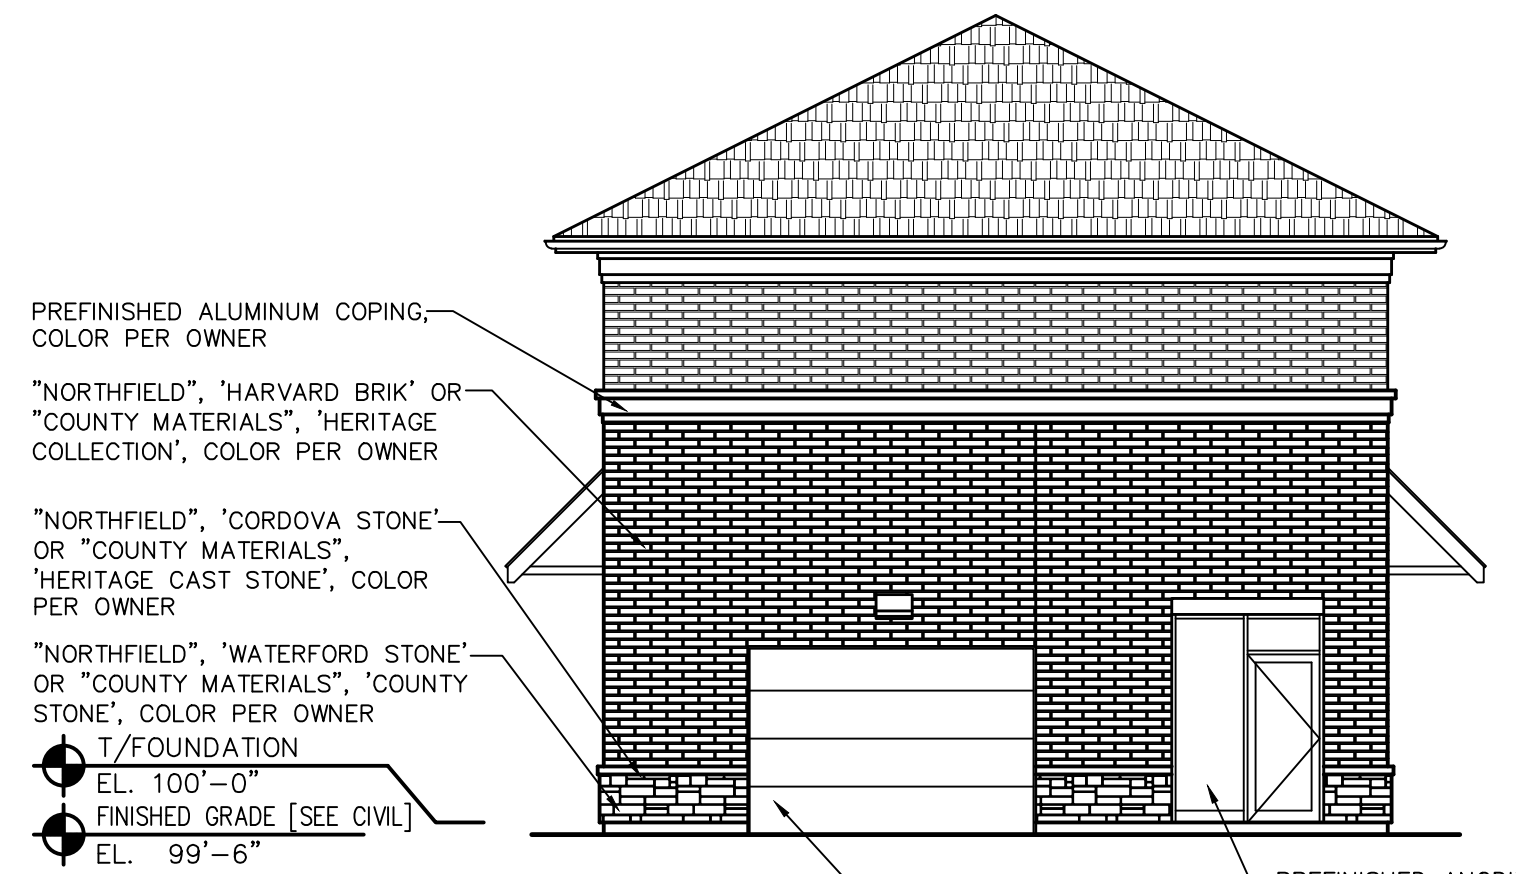 PREFINISHED ALUMINUM COPING,
COLOR PER OWNER
"NORTHFIELD", 'HARVARD BRIK' OR
"COUNTY MATERIALS", 'HERITAGE
COLLECTION', COLOR PER OWNER
"NORTHFIELD", 'CORDOVA STONE'
OR "COUNTY MATERIALS",
'HERITAGE CAST STONE', COLOR
PER OWNER
"NORTHFIELD", 'WATERFORD STONE'
OR "COUNTY MATERIALS", 'COUNTY
STONE', COLOR PER OWNER
T/FOUNDATION
EL. 100'-0"
FINISHED GRADE [SEE CIVIL]
EL. 99'-6"
PREFINISHED